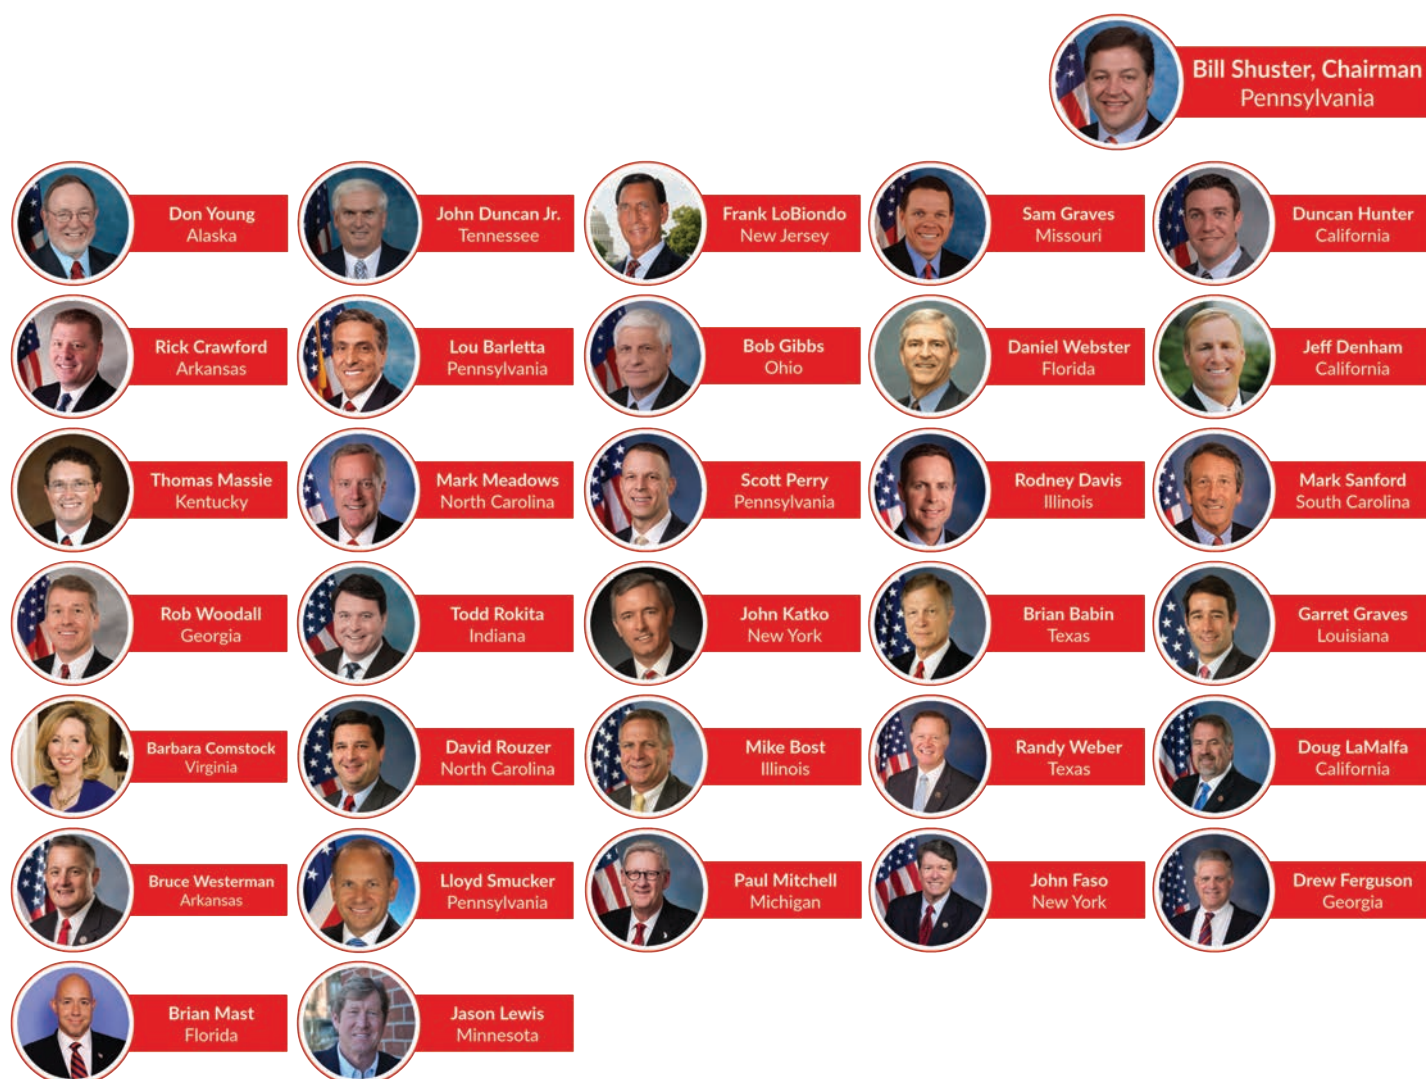 Bill Shuster, Chairman
Pennsylvania
Don Young
Alaska
John Duncan Jr.
Tennessee
Frank LoBiondo
New Jersey
Sam Graves
Missouri
Duncan Hunter
California
Rick Crawford
Arkansas
Lou Barletta
Pennsylvania
Bob Gibbs
Ohio
Daniel Webster
Florida
Jeff Denham
California
Thomas Massie
Kentucky
Mark Meadows
North Carolina
Scott Perry
Pennsylvania
Rodney Davis
Illinois
Mark Sanford
South Carolina
Rob Woodall
Georgia
Todd Rokita
Indiana
John Katko
New York
Brian Babin
Texas
Garret Graves
Louisiana
Barbara Comstock
Virginia
David Rouzer
North Carolina
Mike Bost
Illinois
Randy Weber
Texas
Doug LaMalfa
California
Bruce Westerman
Arkansas
Lloyd Smucker
Pennsylvania
Paul Mitchell
Michigan
John Faso
New York
Drew Ferguson
Georgia
Brian Mast
Florida
Jason Lewis
Minnesota